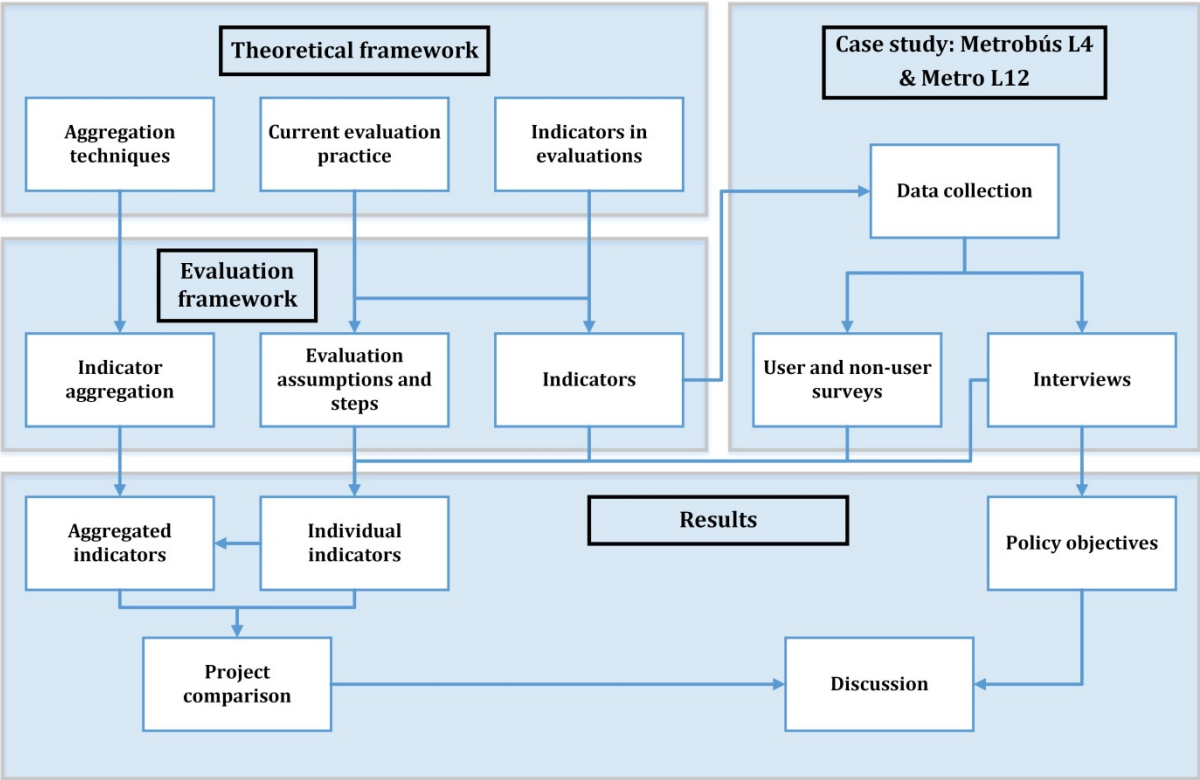 Theoretical framework
Aggregation
techniques
Current evaluation
practice
Indicators in
evaluations
Case study: Metrobús L4
& Metro L12
Data collection
User and non-user
surveys
Interviews
Evaluation
framework
Indicator
aggregation
Evaluation
assumptions and
steps
Indicators
Results
Aggregated
indicators
Individual
indicators
Policy objectives
Project
comparison
Discussion